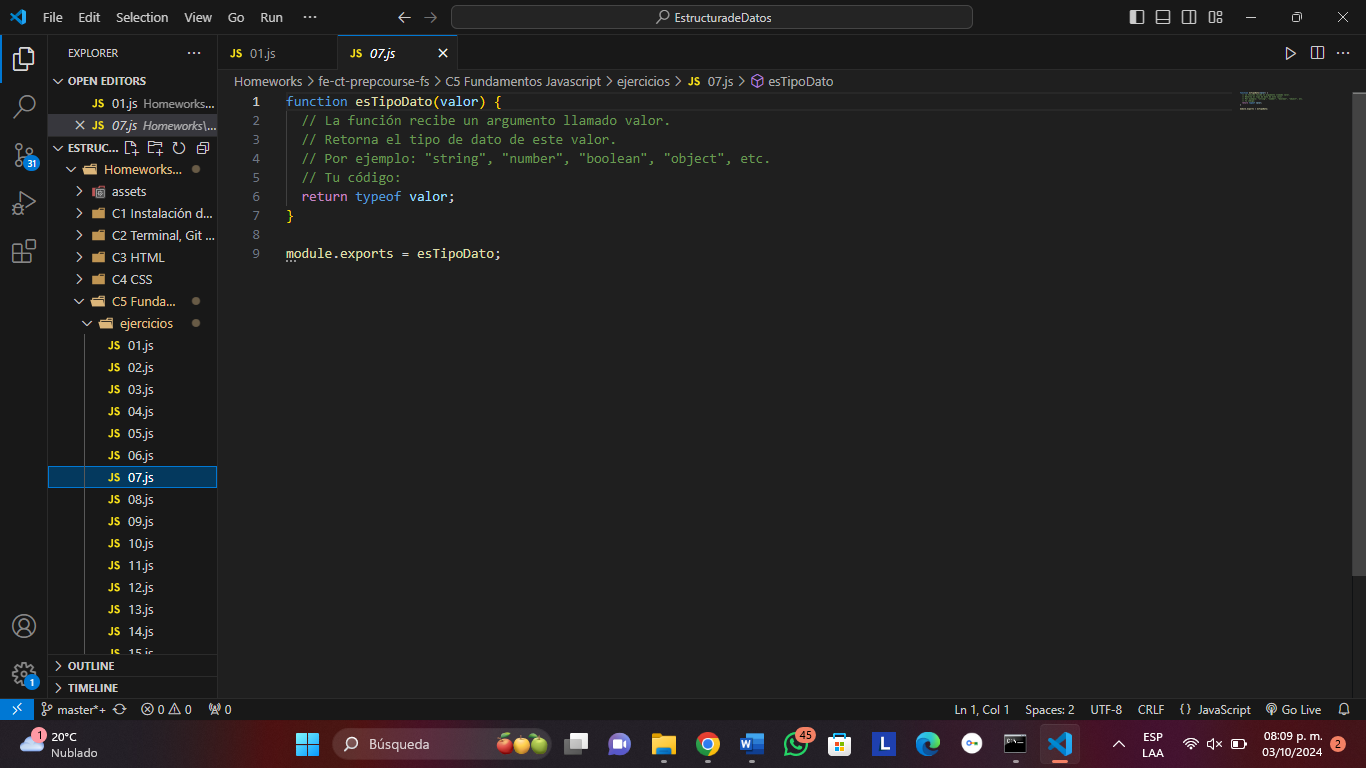 File Edit Selection View Go Run ···
EstructuradeDatos
EXPLORER
OPEN EDITORS
JS 01.js Homeworks...
JS 07.js Homeworks\...
ESTRUC...
Homeworks...
assets
C1 Instalación d...
C2 Terminal, Git ...
C3 HTML
C4 CSS
C5 Funda...
ejercicios
JS 01.js
JS 02.js
JS 03.js
JS 04.js
JS 05.js
JS 06.js
JS 07.js
JS 08.js
JS 09.js
JS 10.js
JS 11.js
JS 12.js
JS 13.js
JS 14.js
JS 15.js
OUTLINE
TIMELINE
31
1
JS 01.js
JS 07.js
Homeworks > fe-ct-prepcourse-fs > C5 Fundamentos Javascript > ejercicios > JS 07.js > esTipoDato
1 function esTipoDato(valor) {
2 // La función recibe un argumento llamado valor.
3 // Retorna el tipo de dato de este valor.
4 // Por ejemplo: "string", "number", "boolean", "object", etc.
5 // Tu código:
6 return typeof valor;
7 }
8
9 module.exports = esTipoDato;
master*+ 0 0 0
Ln 1, Col 1 Spaces: 2 UTF-8 CRLF {} JavaScript Go Live
1
20°C
Nublado
Búsqueda
45
L
ESP
LAA
08:09 p. m.
03/10/2024
2